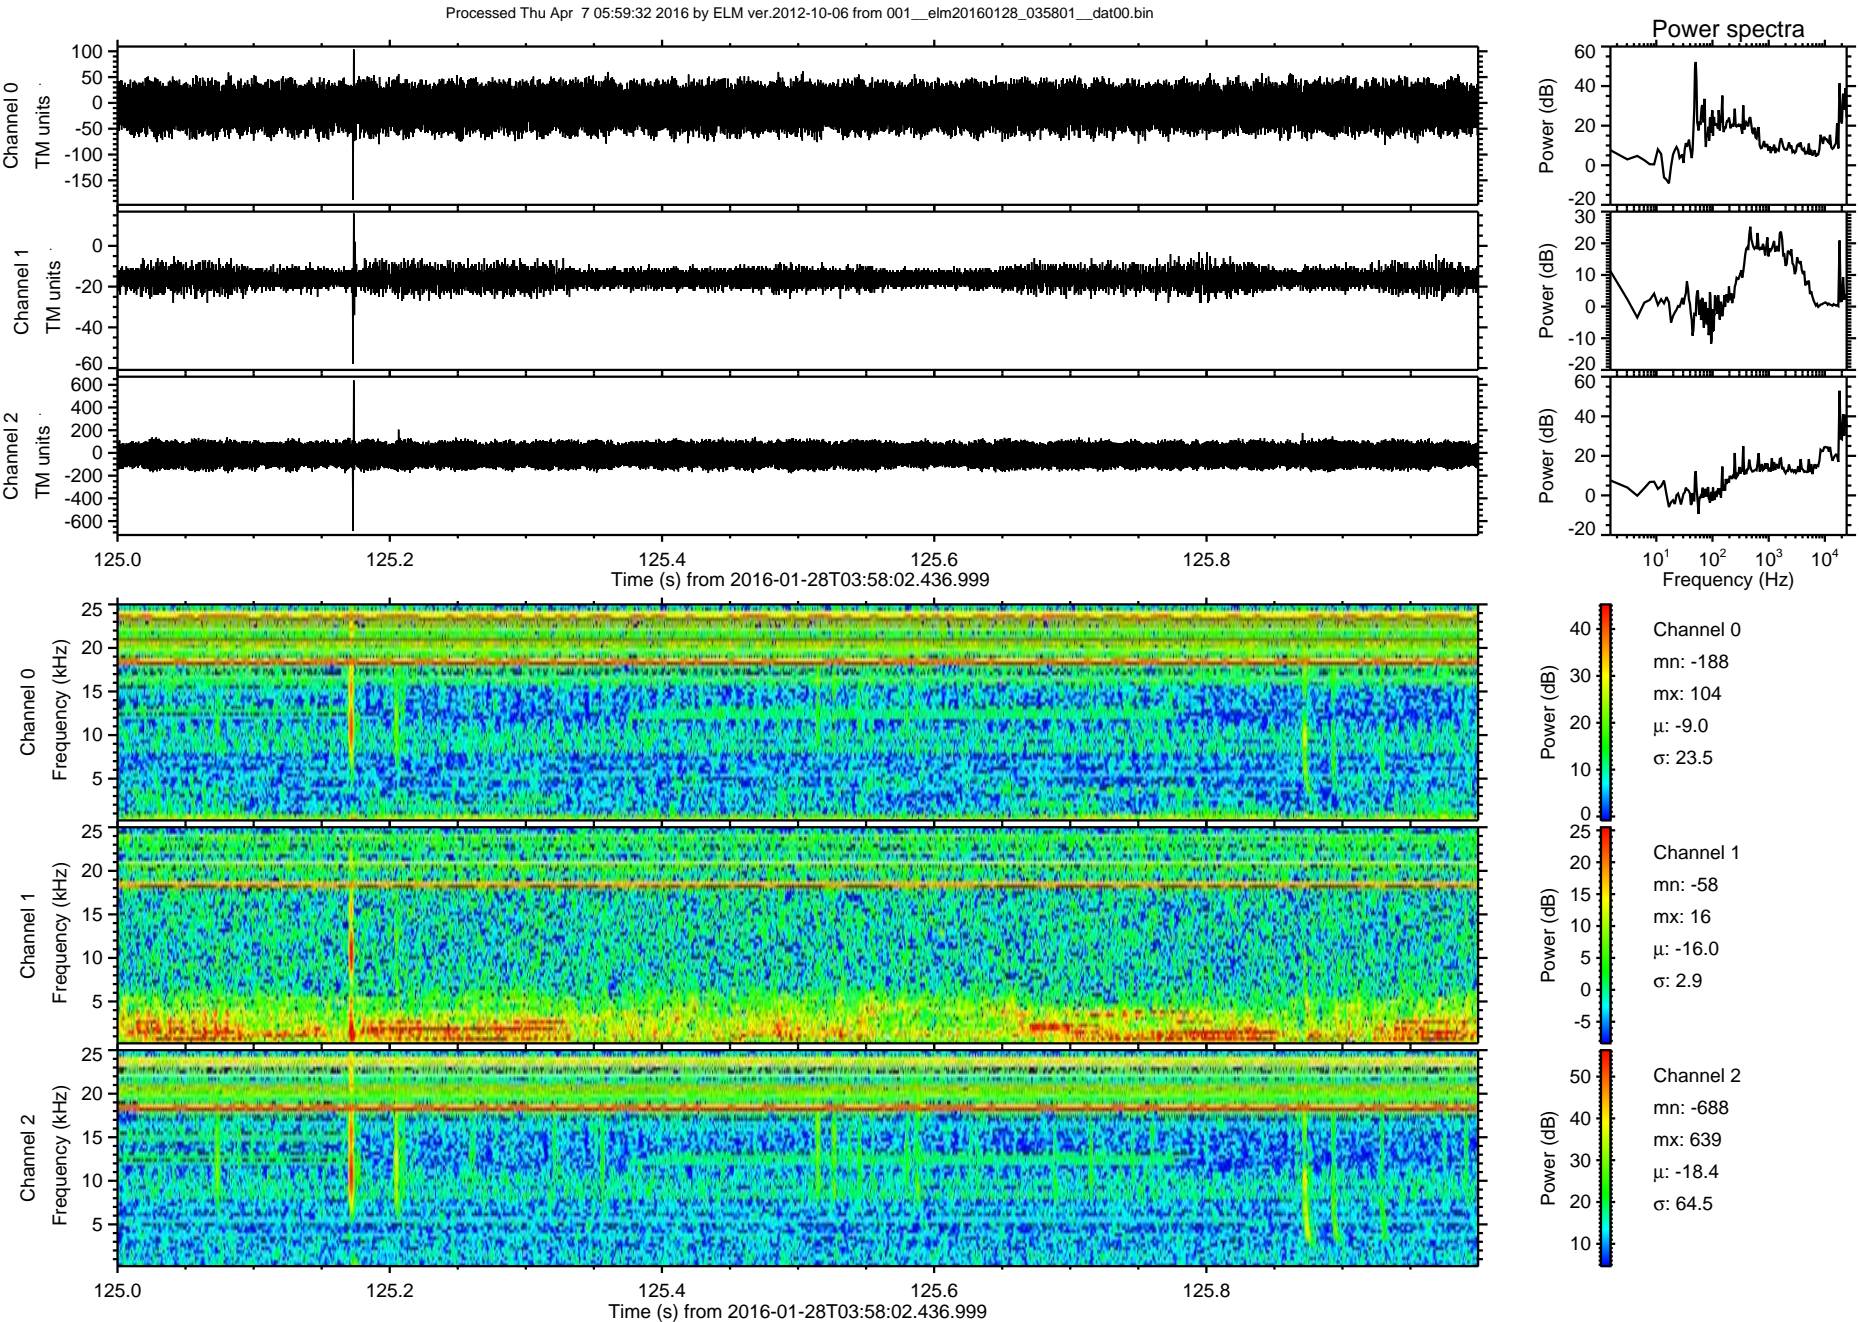 Processed Thu Apr  7 05:59:32 2016 by ELM ver.2012-10-06 from 001__elm20160128_035801__dat00.bin
Power spectra
Channel 0
TM units
100
50
0
-50
-100
-150
Power (dB)
60
40
20
0
-20
Channel 1
TM units
0
-20
-40
-60
Power (dB)
30
20
10
0
-10
-20
Channel 2
TM units
600
400
200
0
-200
-400
-600
Power (dB)
60
40
20
0
-20
125.0 125.2 125.4 125.6 125.8
Time (s) from 2016-01-28T03:58:02.436.999
10^1 10^2 10^3 10^4
Frequency (Hz)
Channel 0
Frequency (kHz)
25
20
15
10
5
Power (dB)
40
30
20
10
0
Channel 0
mn: -188
mx: 104
μ: -9.0
σ: 23.5
Channel 1
Frequency (kHz)
25
20
15
10
5
Power (dB)
25
20
15
10
5
0
-5
Channel 1
mn: -58
mx: 16
μ: -16.0
σ: 2.9
Channel 2
Frequency (kHz)
25
20
15
10
5
Power (dB)
50
40
30
20
10
Channel 2
mn: -688
mx: 639
μ: -18.4
σ: 64.5
125.0 125.2 125.4 125.6 125.8
Time (s) from 2016-01-28T03:58:02.436.999